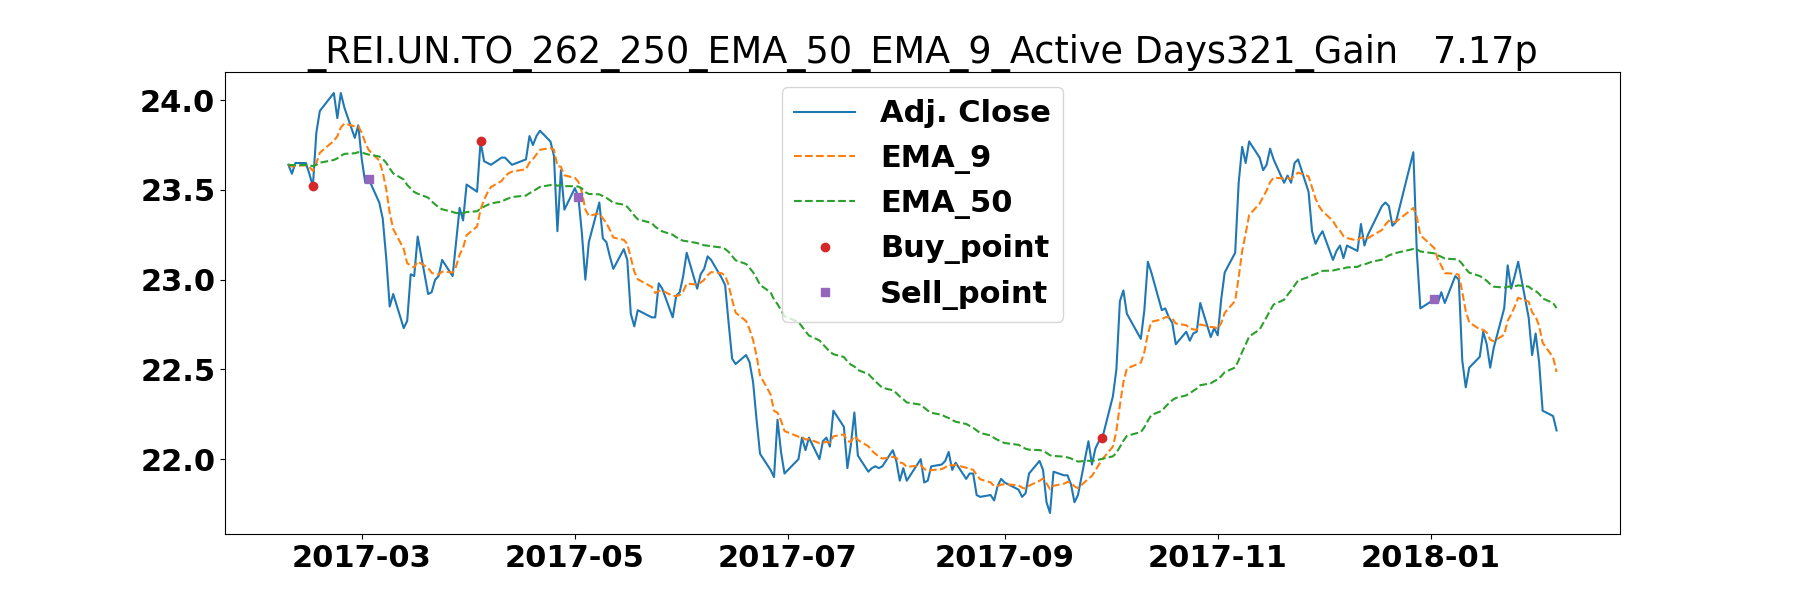 _REI.UN.TO_262_250_EMA_50_EMA_9_Active Days321_Gain   7.17p
24.0
23.5
23.0
22.5
22.0
Adj. Close
EMA_9
EMA_50
Buy_point
Sell_point
2017-03 2017-05 2017-07 2017-09 2017-11 2018-01